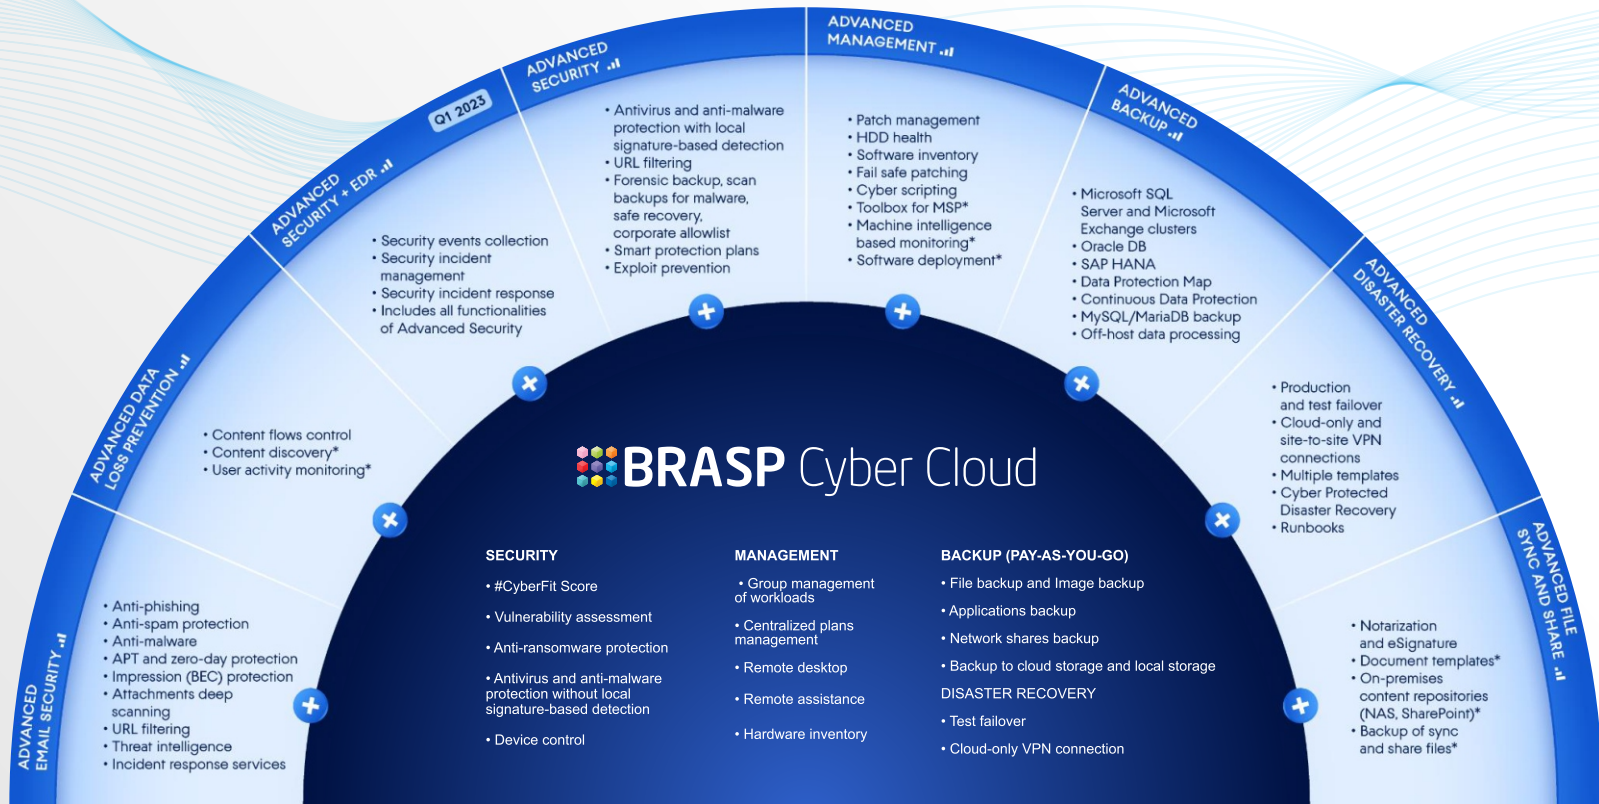 ADVANCED
EMAIL SECURITY
• Anti-phishing
• Anti-spam protection
• Anti-malware
• APT and zero-day protection
• Impression (BEC) protection
• Attachments deep
scanning
• URL filtering
• Threat intelligence
• Incident response services
ADVANCED DATA
LOSS PREVENTION
• Content flows control
• Content discovery*
• User activity monitoring*
ADVANCED
SECURITY + EDR
Q1 2023
• Security events collection
• Security incident
management
• Security incident response
• Includes all functionalities
of Advanced Security
ADVANCED
SECURITY
• Antivirus and anti-malware
protection with local
signature-based detection
• URL filtering
• Forensic backup, scan
backups for malware,
safe recovery,
corporate allowlist
• Smart protection plans
• Exploit prevention
ADVANCED
MANAGEMENT
• Patch management
• HDD health
• Software inventory
• Fail safe patching
• Cyber scripting
• Toolbox for MSP*
• Machine intelligence
based monitoring*
• Software deployment*
ADVANCED
BACKUP
• Microsoft SQL
Server and Microsoft
Exchange clusters
• Oracle DB
• SAP HANA
• Data Protection Map
• Continuous Data Protection
• MySQL/MariaDB backup
• Off-host data processing
ADVANCED
DISASTER RECOVERY
• Production
and test failover
• Cloud-only and
site-to-site VPN
connections
• Multiple templates
• Cyber Protected
Disaster Recovery
• Runbooks
ADVANCED FILE
SYNC AND SHARE
• Notarization
and eSignature
• Document templates*
• On-premises
content repositories
(NAS, SharePoint)*
• Backup of sync
and share files*
BRASP Cyber Cloud
SECURITY
• #CyberFit Score
• Vulnerability assessment
• Anti-ransomware protection
• Antivirus and anti-malware
protection without local
signature-based detection
• Device control
MANAGEMENT
• Group management
of workloads
• Centralized plans
management
• Remote desktop
• Remote assistance
• Hardware inventory
BACKUP (PAY-AS-YOU-GO)
• File backup and Image backup
• Applications backup
• Network shares backup
• Backup to cloud storage and local storage
DISASTER RECOVERY
• Test failover
• Cloud-only VPN connection